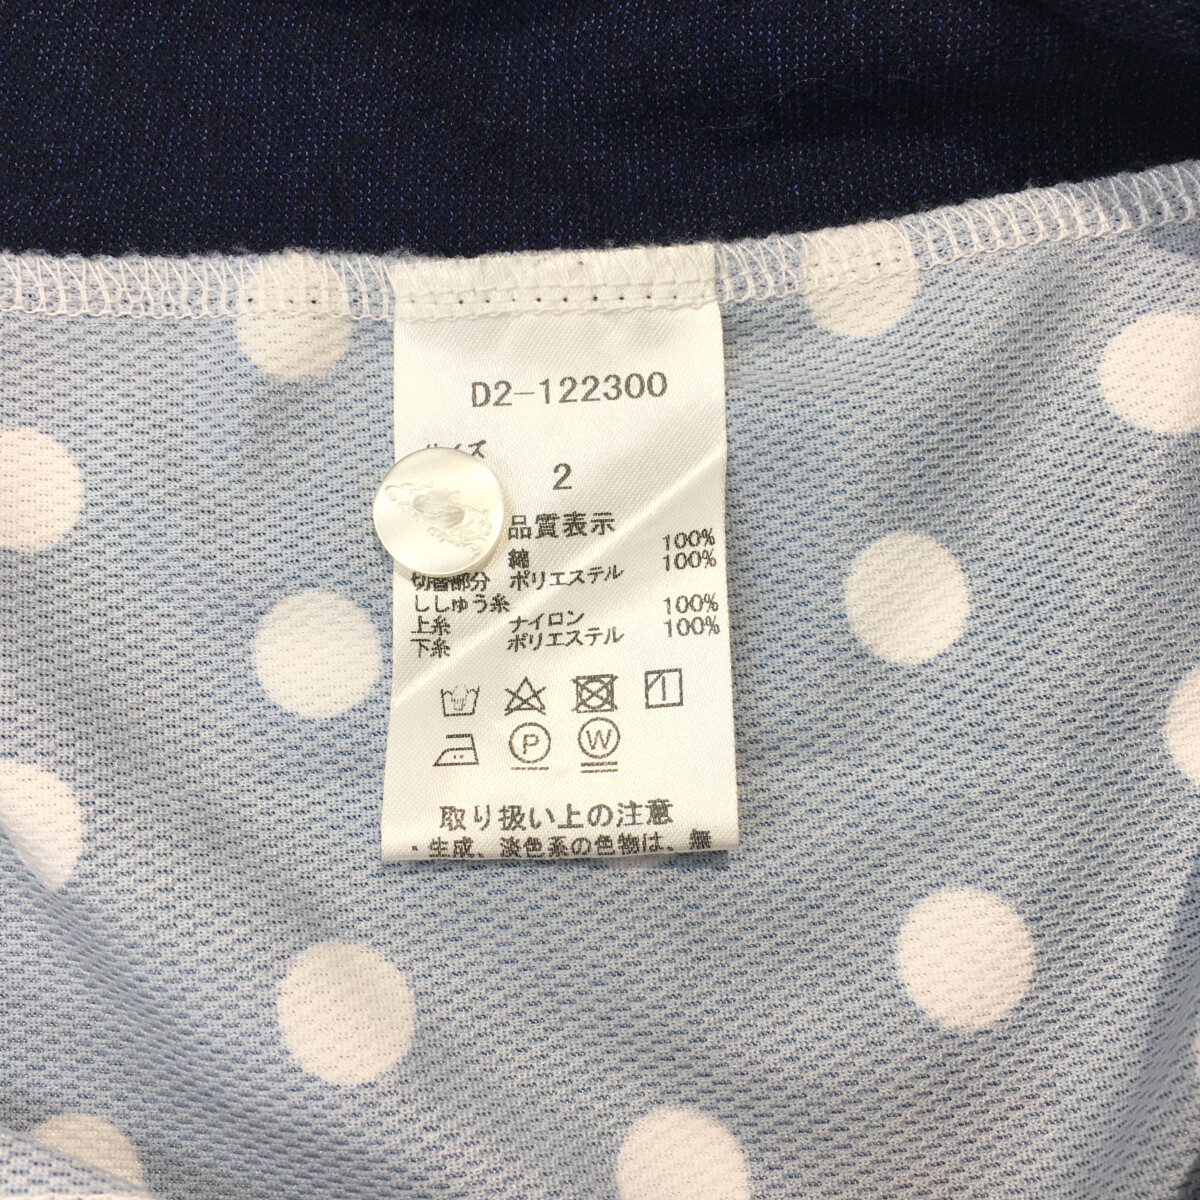 D2-122300
サイズ
2
品質表示
綿 100%
切替部分 ポリエステル 100%
ししゅう糸
上糸 ナイロン 100%
下糸 ポリエステル 100%
P W
取り扱い上の注意
・生成、淡色系の色物は、無